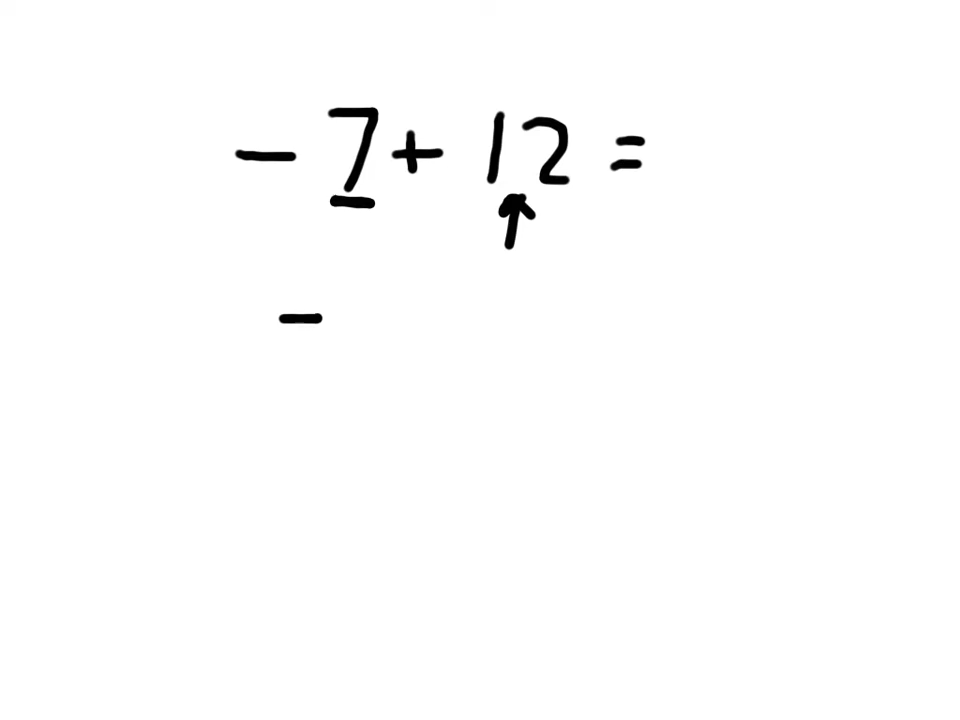 - 7 + 12 =
-